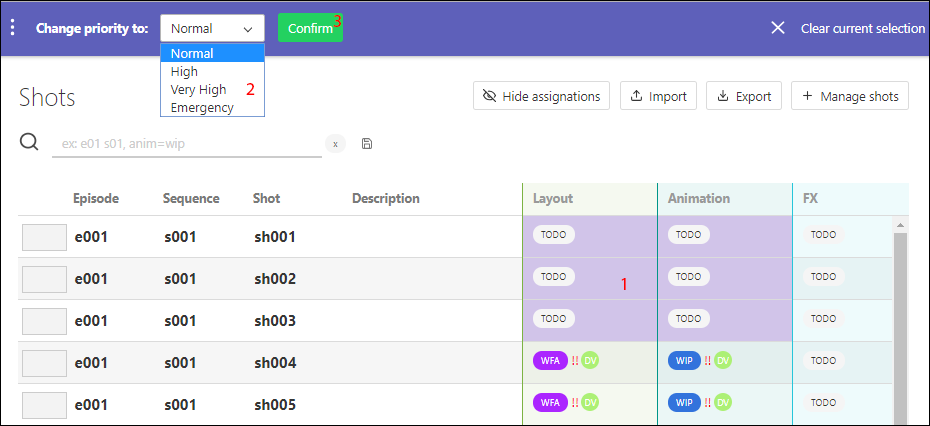 Change priority to: Normal Confirm 3 Clear current selection
Normal
High
Very High 2
Emergency
Shots
Hide assignations Import Export + Manage shots
ex: e01 s01, anim=wip x
Episode Sequence Shot Description Layout Animation FX
e001 s001 sh001 TODO TODO TODO
e001 s001 sh002 TODO 1 TODO TODO
e001 s001 sh003 TODO TODO TODO
e001 s001 sh004 WFA !! DV WIP !! DV TODO
e001 s001 sh005 WFA !! DV WIP !! DV TODO